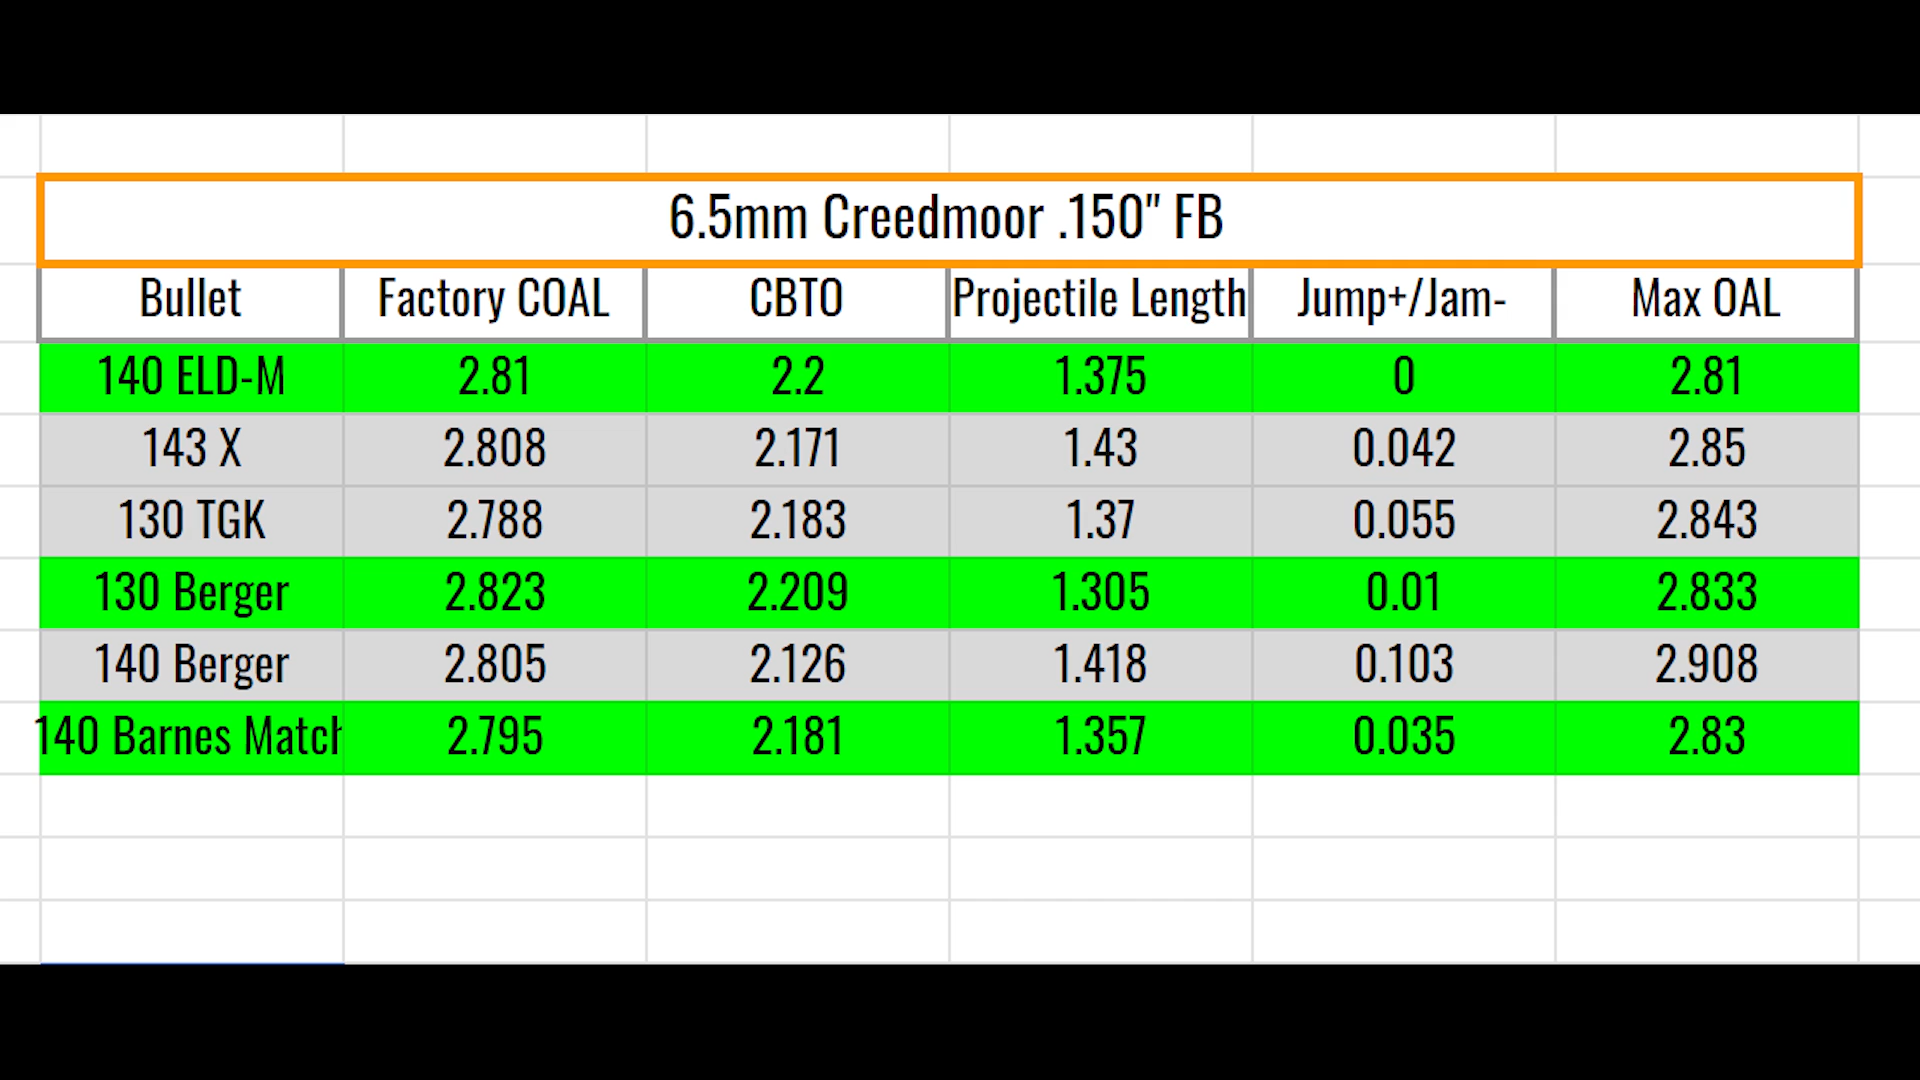 6.5mm Creedmoor .150" FB
Bullet Factory COAL CBTO Projectile Length Jump+/Jam- Max OAL
140 ELD-M 2.81 2.2 1.375 0 2.81
143 X 2.808 2.171 1.43 0.042 2.85
130 TGK 2.788 2.183 1.37 0.055 2.843
130 Berger 2.823 2.209 1.305 0.01 2.833
140 Berger 2.805 2.126 1.418 0.103 2.908
140 Barnes Match 2.795 2.181 1.357 0.035 2.83